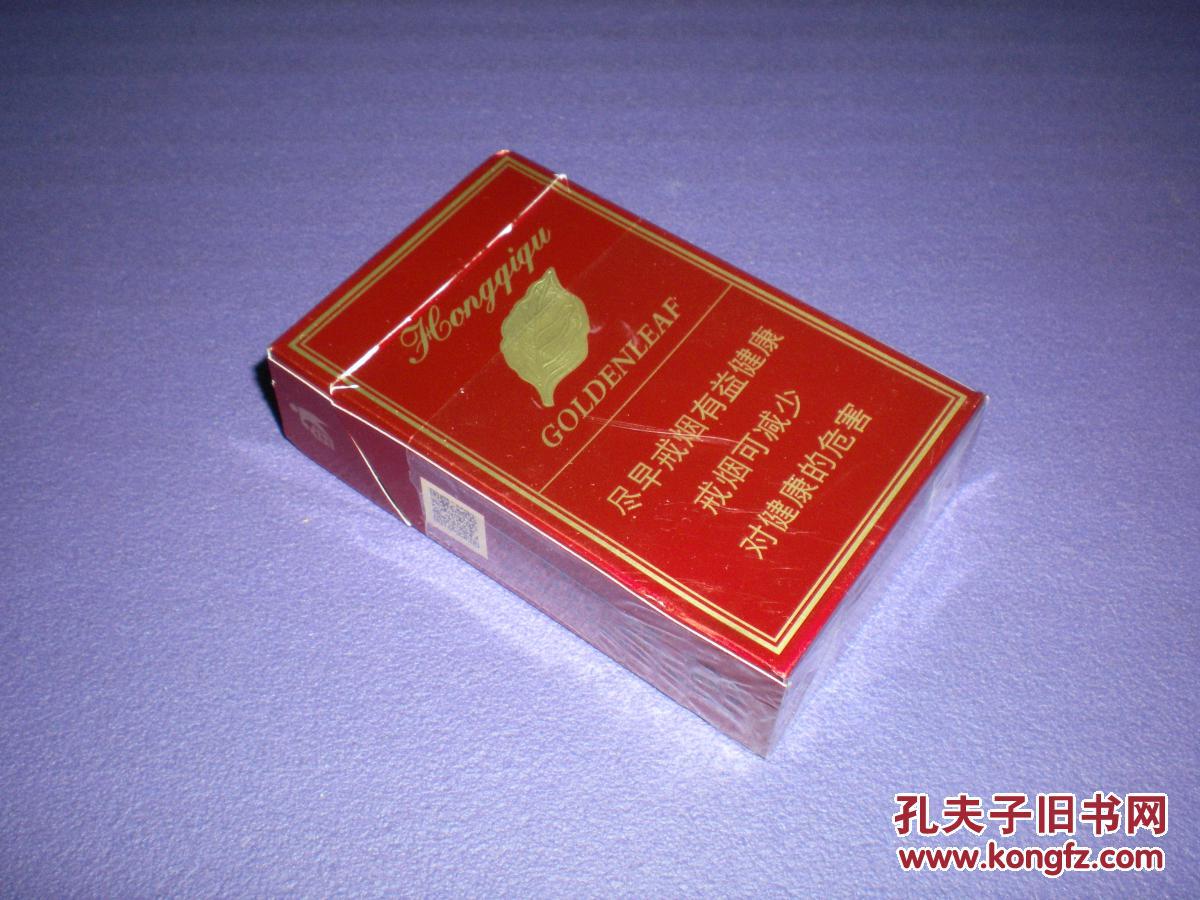 Hongqiqu
GOLDENLEAF
尽早戒烟有益健康
戒烟可减少
对健康的危害
孔夫子旧书网
www.kongfz.com